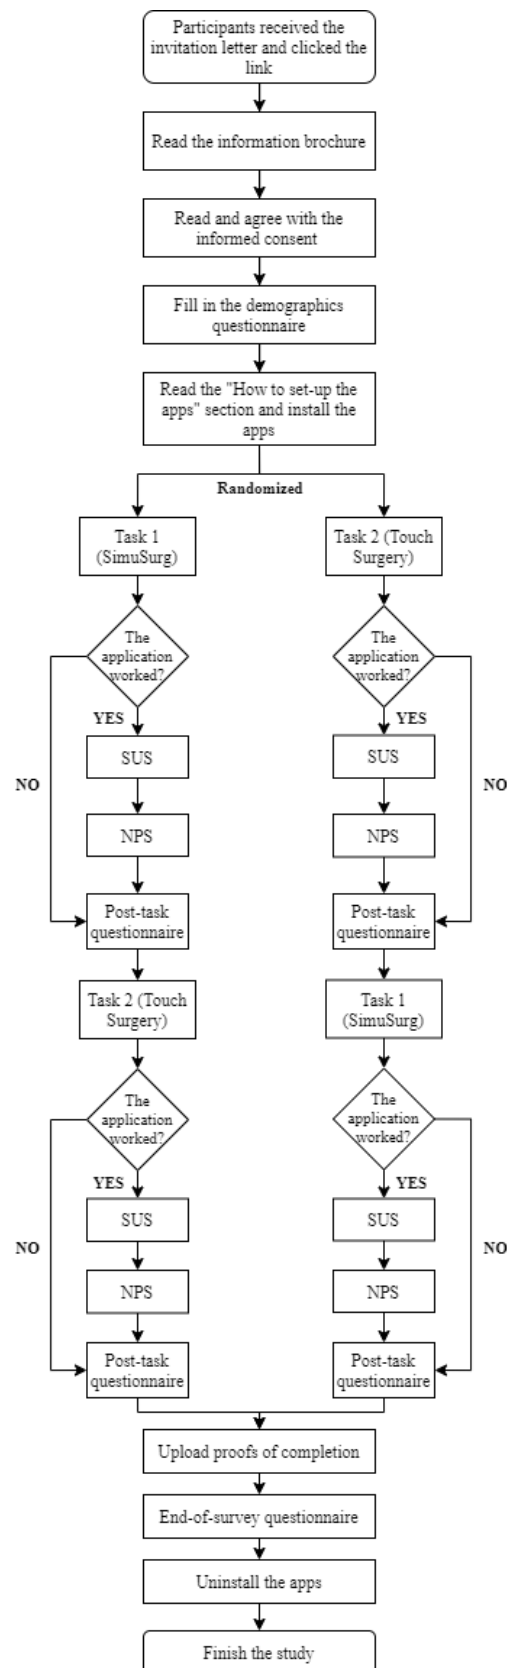 Participants received the
invitation letter and clicked the
link
Read the information brochure
Read and agree with the
informed consent
Fill in the demographics
questionnaire
Read the "How to set-up the
apps" section and install the
apps
Randomized
Task 1
(SimuSurg)
Task 2 (Touch
Surgery)
The
application
worked?
The
application
worked?
YES
YES
SUS
SUS
NO
NO
NPS
NPS
Post-task
questionnaire
Post-task
questionnaire
Task 2 (Touch
Surgery)
Task 1
(SimuSurg)
The
application
worked?
The
application
worked?
YES
YES
SUS
SUS
NO
NO
NPS
NPS
Post-task
questionnaire
Post-task
questionnaire
Upload proofs of completion
End-of-survey questionnaire
Uninstall the apps
Finish the study